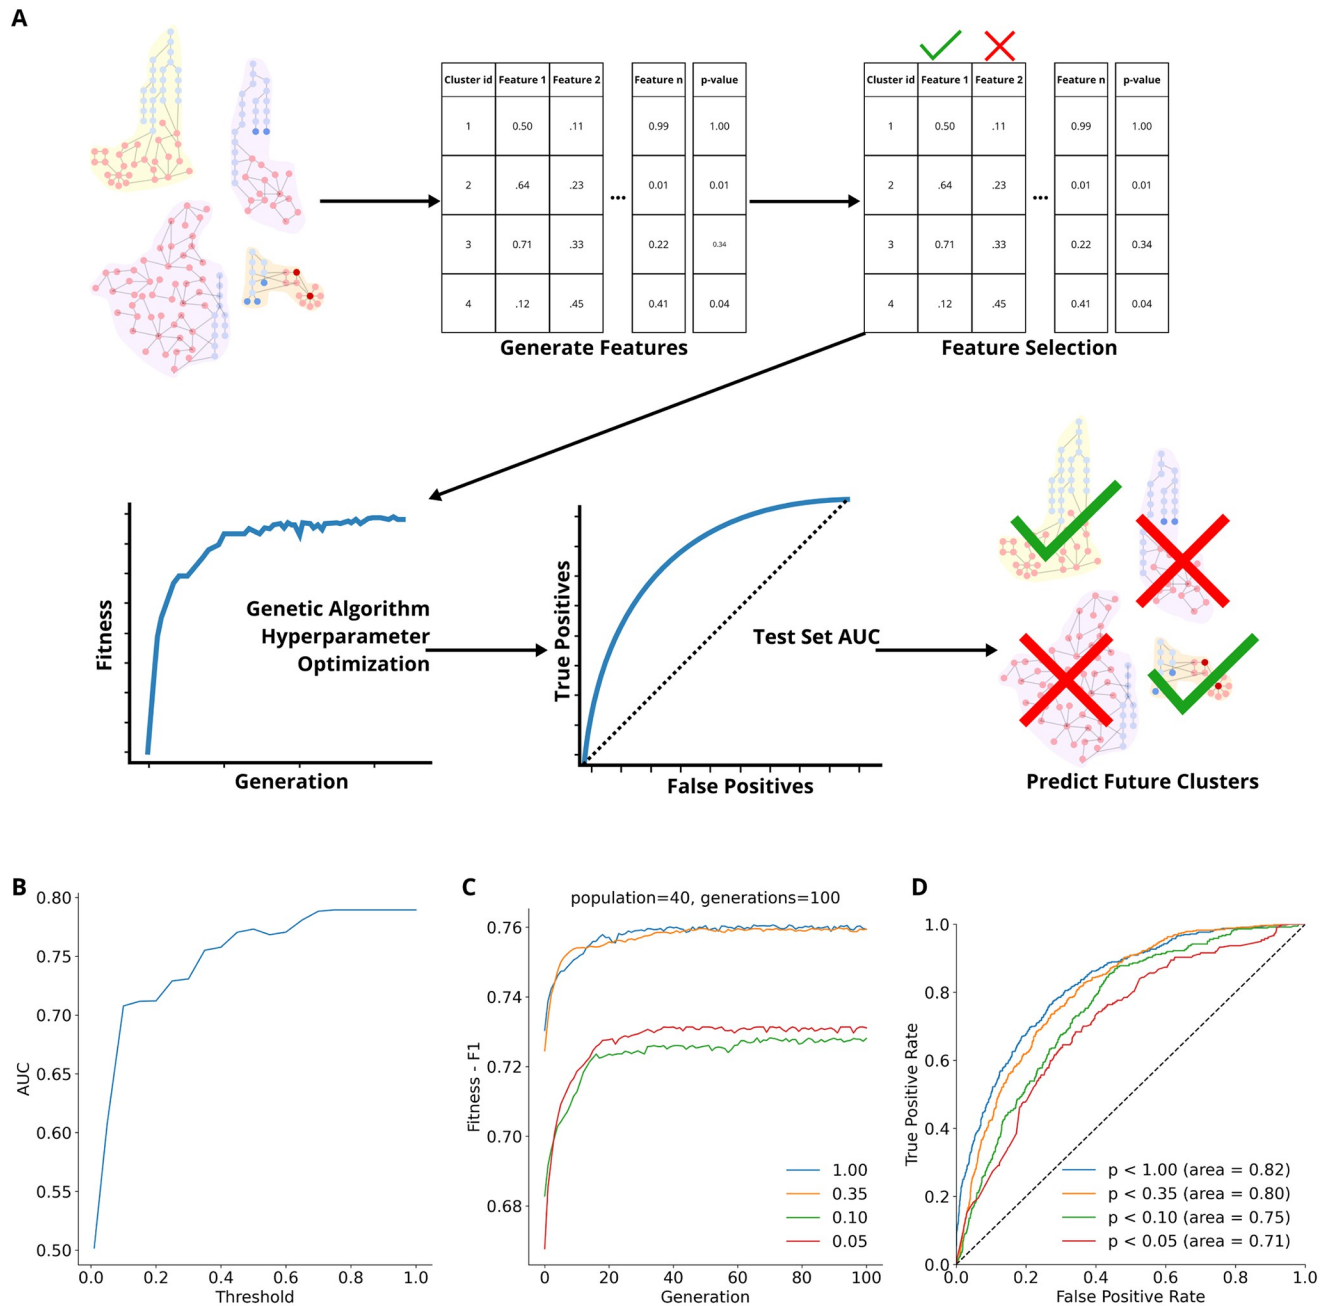 A
Cluster id Feature 1 Feature 2 Feature n p-value
1 0.50 .11 0.99 1.00
2 .64 .23 0.01 0.01
...
3 0.71 .33 0.22 0.34
4 .12 .45 0.41 0.04
Generate Features
Cluster id Feature 1 Feature 2 Feature n p-value
1 0.50 .11 0.99 1.00
2 .64 .23 0.01 0.01
...
3 0.71 .33 0.22 0.34
4 .12 .45 0.41 0.04
Feature Selection
Fitness
Genetic Algorithm
Hyperparameter
Optimization
Generation
True Positives
Test Set AUC
False Positives
Predict Future Clusters
B
AUC
0.80
0.75
0.70
0.65
0.60
0.55
0.50
0.0 0.2 0.4 0.6 0.8 1.0
Threshold
C
population=40, generations=100
Fitness - F1
0.76
0.74
0.72
0.70
0.68
1.00
0.35
0.10
0.05
0 20 40 60 80 100
Generation
D
True Positive Rate
1.0
0.8
0.6
0.4
0.2
0.0
p < 1.00 (area = 0.82)
p < 0.35 (area = 0.80)
p < 0.10 (area = 0.75)
p < 0.05 (area = 0.71)
0.0 0.2 0.4 0.6 0.8 1.0
False Positive Rate